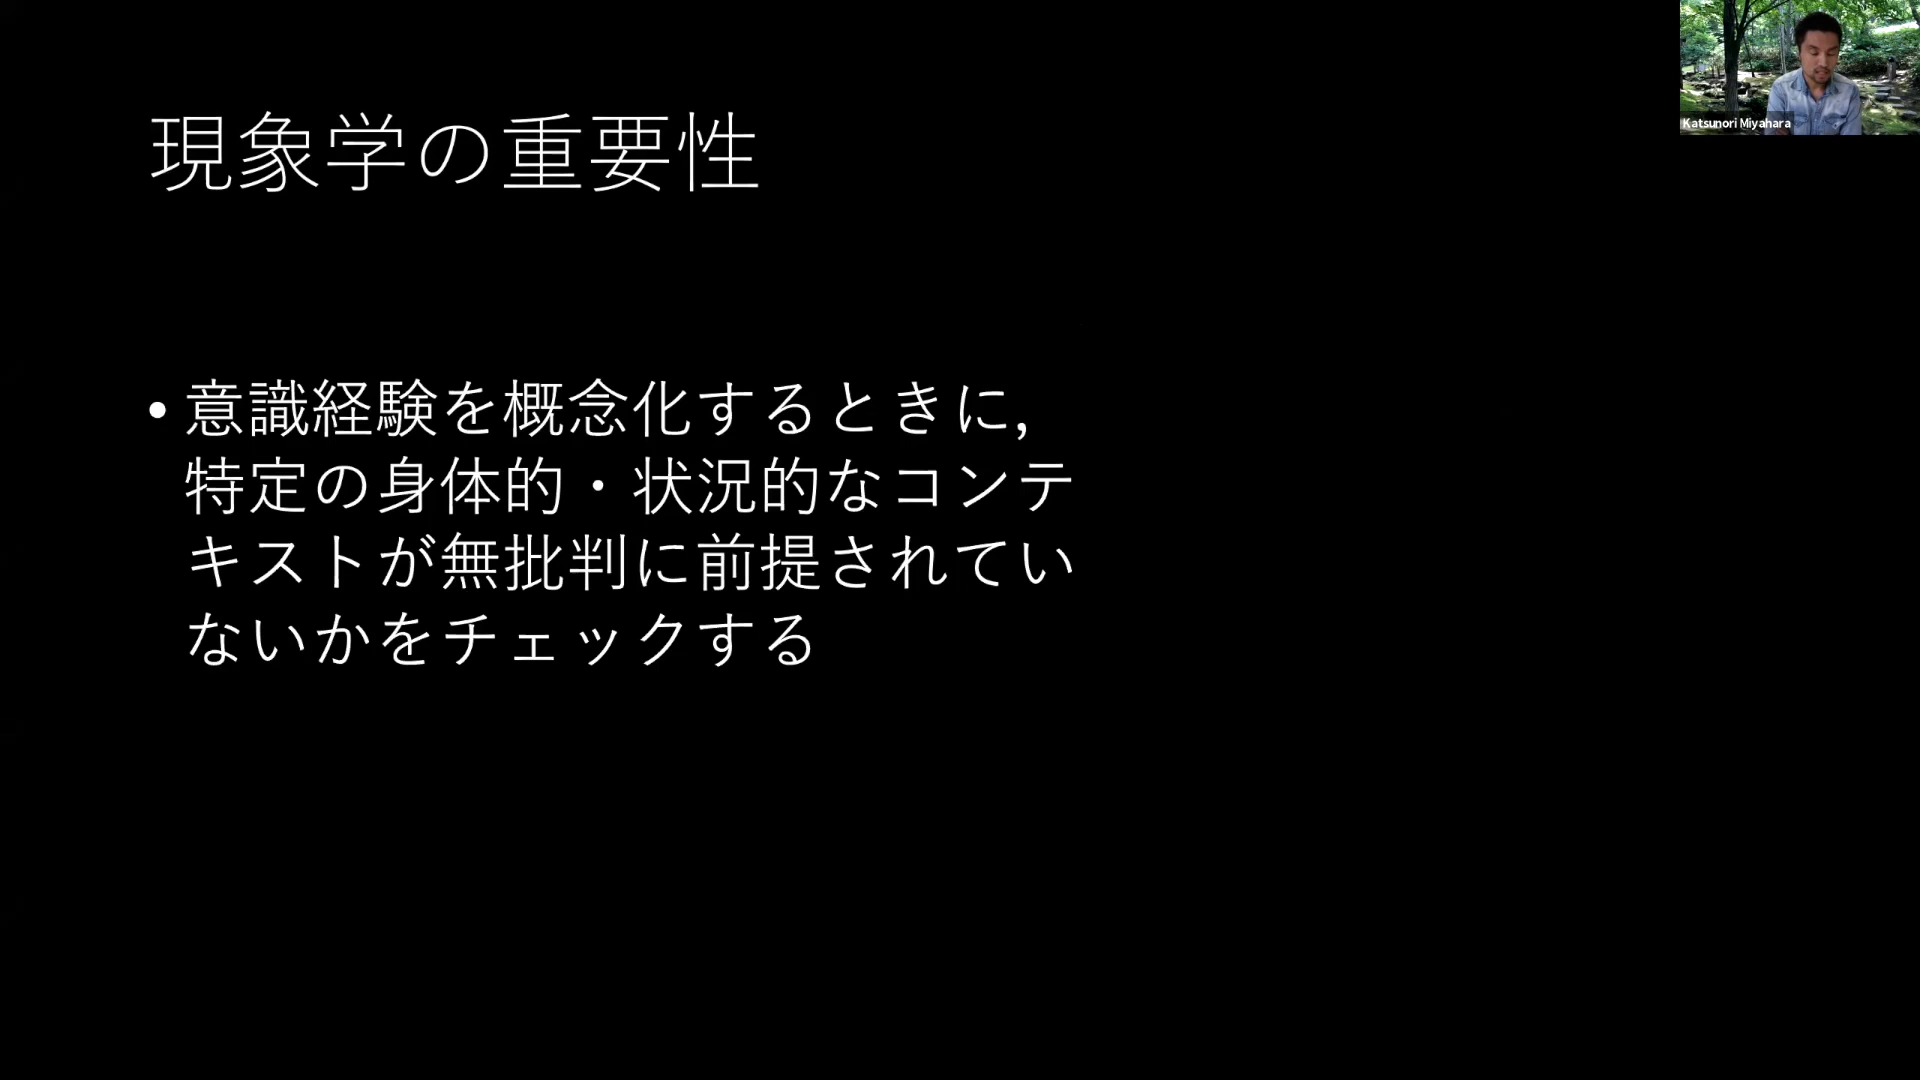 現象学の重要性
• 意識経験を概念化するときに,
特定の身体的・状況的なコンテ
キストが無批判に前提されてい
ないかをチェックする
Katsunori Miyahara